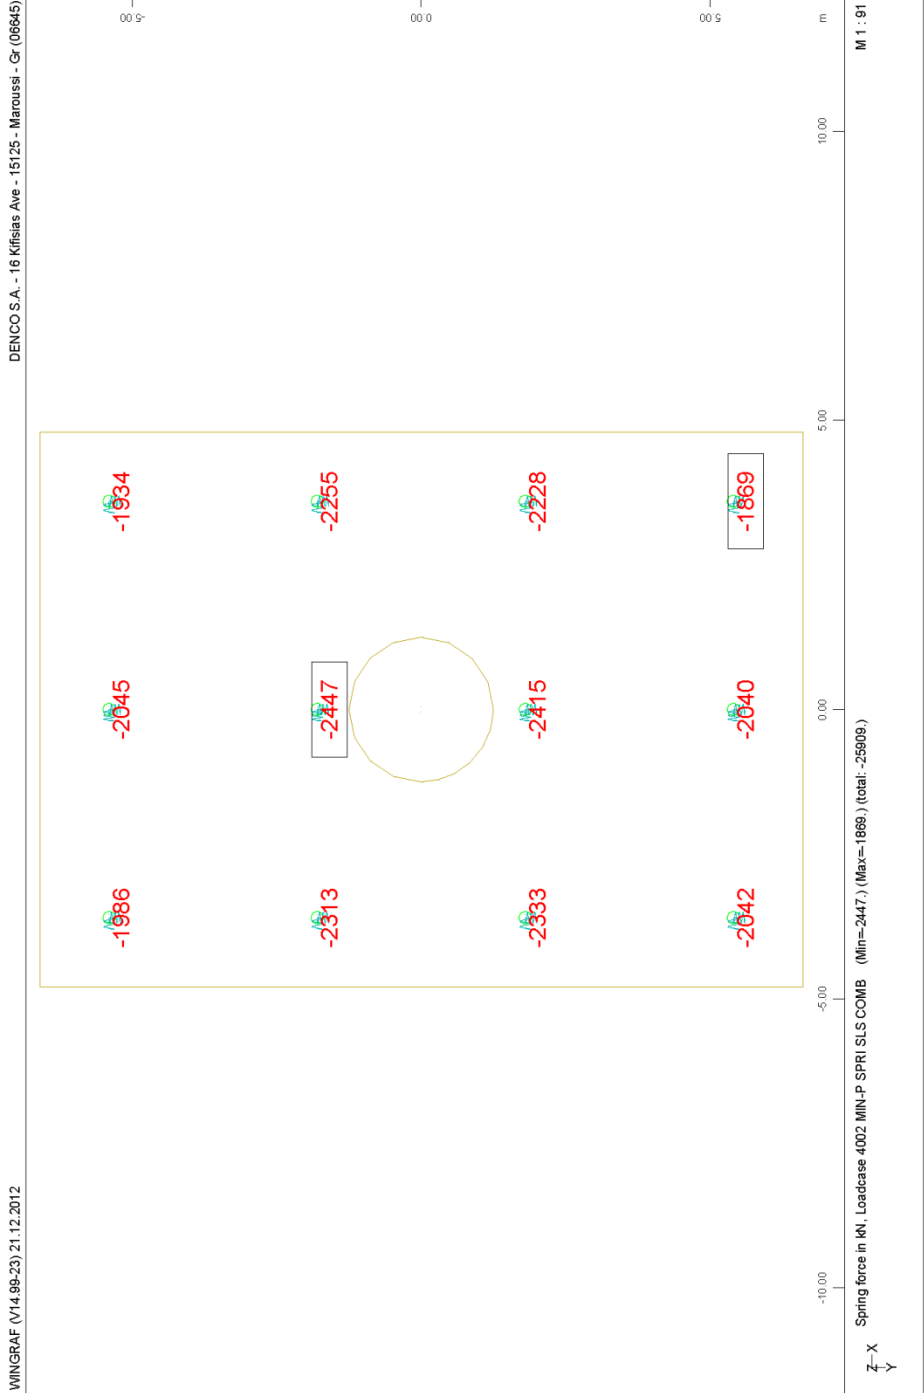 WINGRAF (V14.99-23) 21.12.2012
DENCO S.A. - 16 Kifisias Ave - 15125 - Maroussi - Gr (06645)
-5.00
0.00
5.00
m
-1986
-2045
-1934
-2313
-2447
-2255
-2333
-2415
-2228
-2042
-2040
-1869
-10.00
-5.00
0.00
5.00
10.00
Z X
Y
Spring force in kN, Loadcase 4002 MIN-P SPRI SLS COMB (Min=-2447.) (Max=-1869.) (total: -25909.)
M 1 : 91